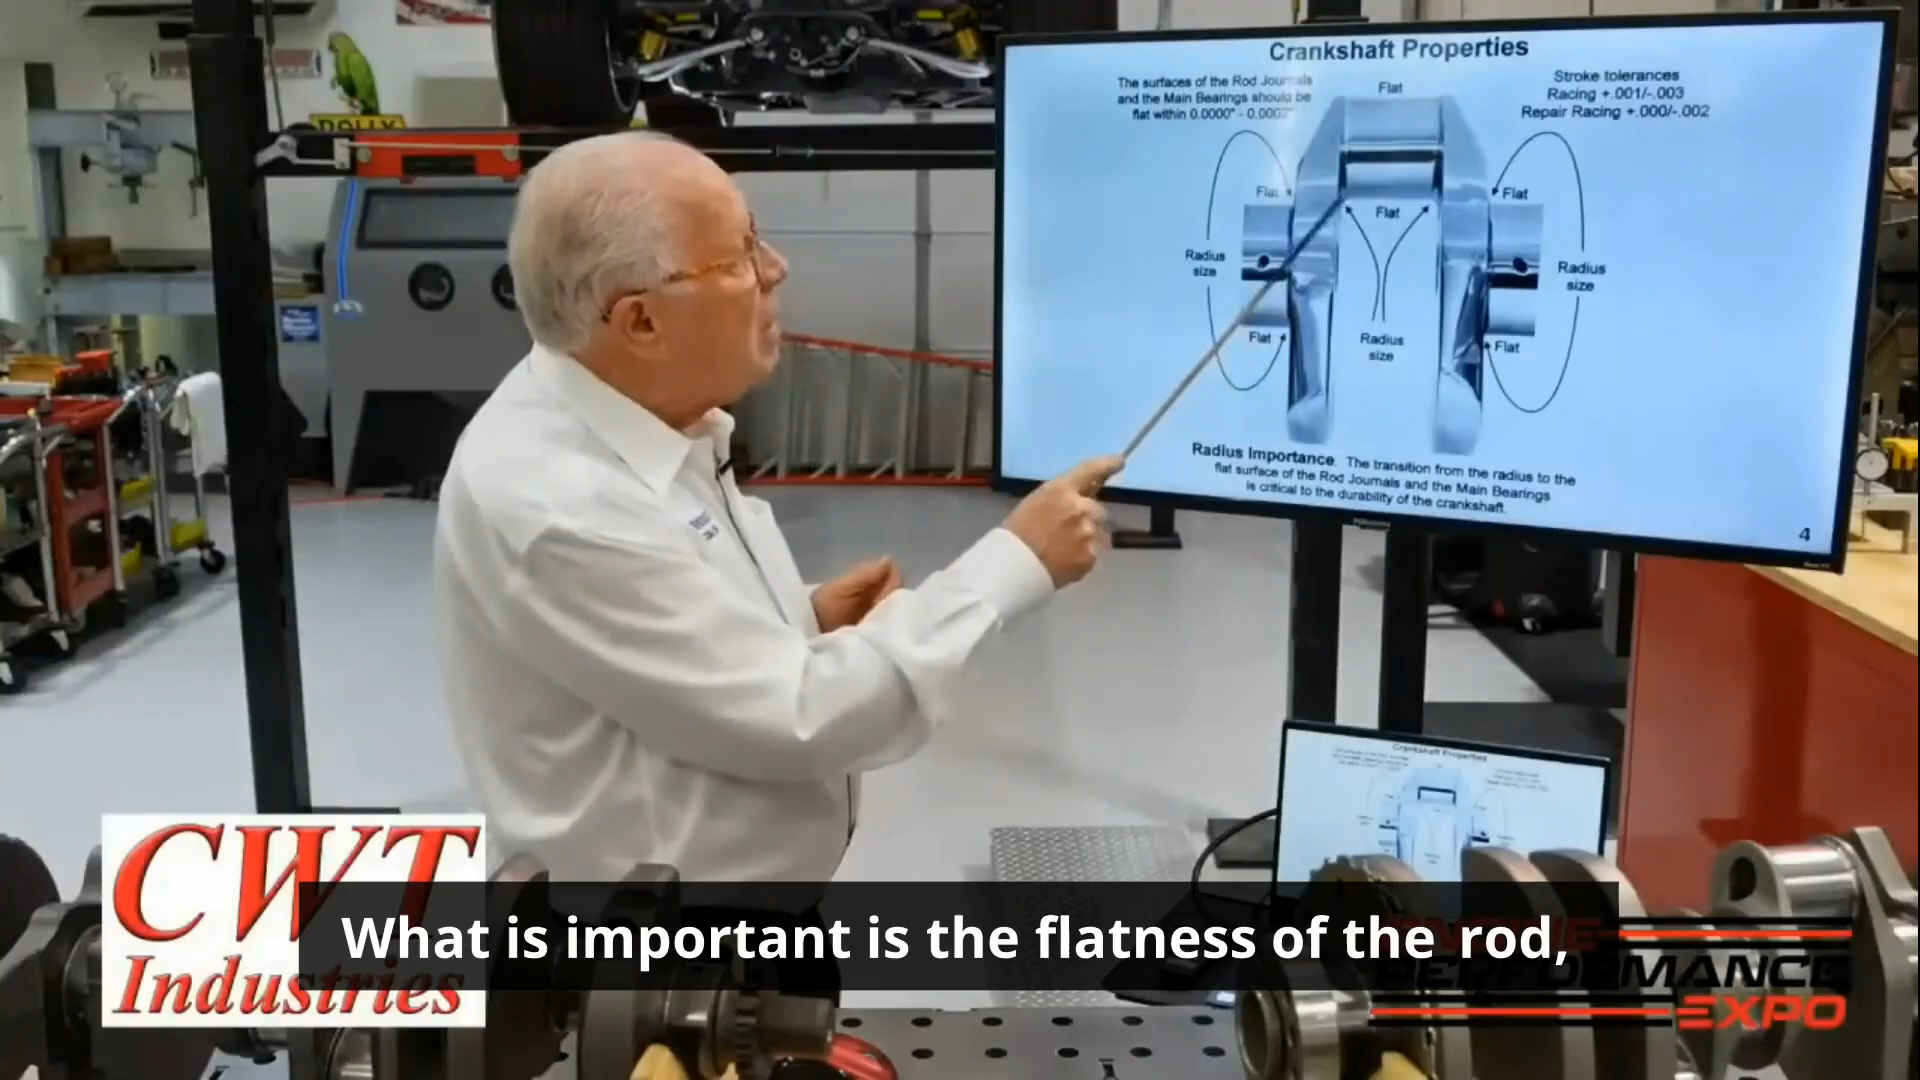 Crankshaft Properties
The surfaces of the Rod Journals
and the Main Bearings should be
flat within 0.0000" - 0.0002"
Flat
Stroke tolerances
Racing +.001/-.003
Repair Racing +.000/-.002
Flat
Flat
Flat
Radius
size
Radius
size
Flat
Flat
Radius
size
Radius Importance. The transition from the radius to the
flat surface of the Rod Journals and the Main Bearings
is critical to the durability of the crankshaft.
4
POLLY
Crankshaft Properties
CWT
Industries
What is important is the flatness of the rod,
PERFORMANCE
EXPO